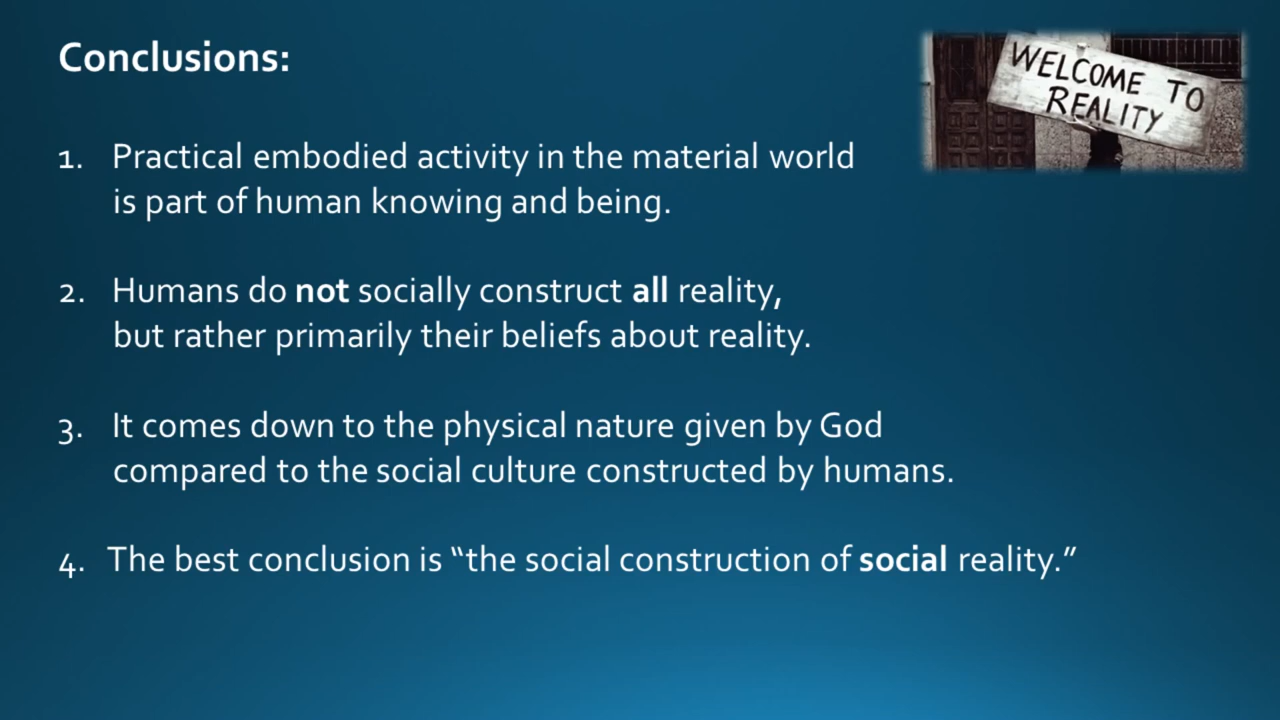 Conclusions:
WELCOME TO
REALITY
1. Practical embodied activity in the material world
is part of human knowing and being.
2. Humans do not socially construct all reality,
but rather primarily their beliefs about reality.
3. It comes down to the physical nature given by God
compared to the social culture constructed by humans.
4. The best conclusion is “the social construction of social reality.”